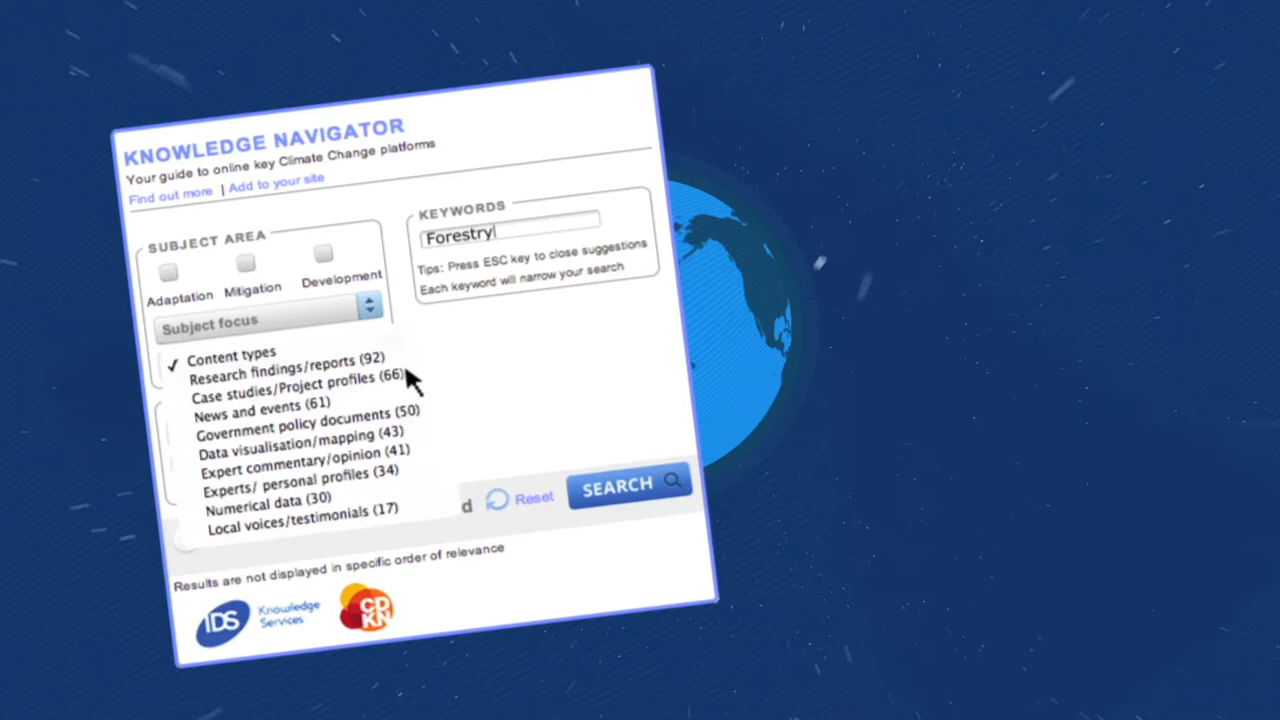 KNOWLEDGE NAVIGATOR
Your guide to online key Climate Change platforms
Find out more | Add to your site
SUBJECT AREA
Adaptation Mitigation Development
Subject focus
KEYWORDS
Forestry
Tips: Press ESC key to close suggestions
Each keyword will narrow your search
✓ Content types
Research findings/reports (92)
Case studies/Project profiles (66)
News and events (61)
Government policy documents (50)
Data visualisation/mapping (43)
Expert commentary/opinion (41)
Experts/ personal profiles (34)
Numerical data (30)
Local voices/testimonials (17)
d Reset SEARCH
Results are not displayed in specific order of relevance
IDS Knowledge
Services
CD
KN